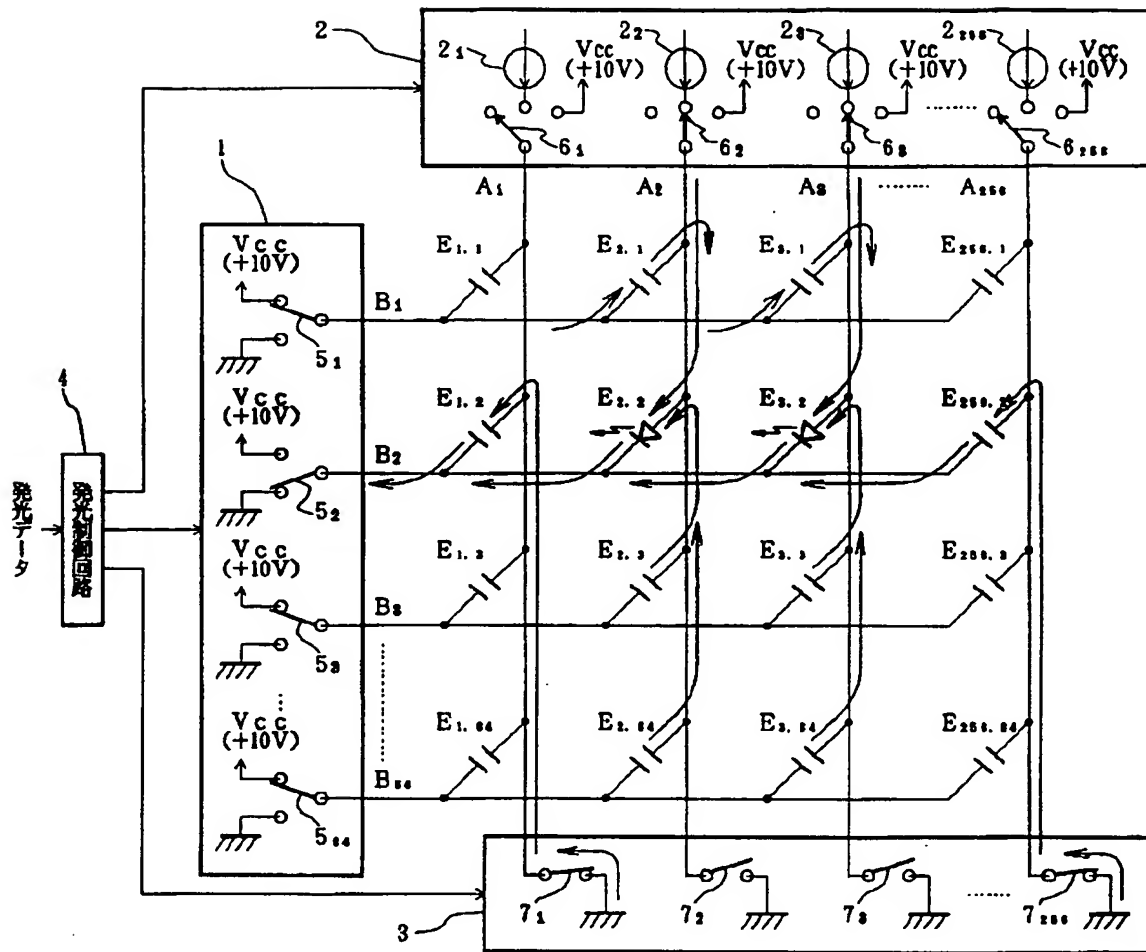 2
2₁
Vcc
(+10V)
2₂
Vcc
(+10V)
2₃
Vcc
(+10V)
2₂₅₆
Vcc
(+10V)
6₁
6₂
6₃
6₂₅₆
1
A₁
A₂
A₃
A₂₅₆
Vcc
(+10V)
E₁.₁
E₂.₁
E₃.₁
E₂₅₆.₁
B₁
5₁
4
Vcc
(+10V)
E₁.₂
E₂.₂
E₃.₂
E₂₅₆.₂
B₂
5₂
発光データ
発光制御回路
Vcc
(+10V)
E₁.₃
E₂.₃
E₃.₃
E₂₅₆.₃
B₃
5₃
Vcc
(+10V)
E₁.₆₄
E₂.₆₄
E₃.₆₄
E₂₅₆.₆₄
B₆₄
5₆₄
7₁
7₂
7₃
7₂₅₆
3